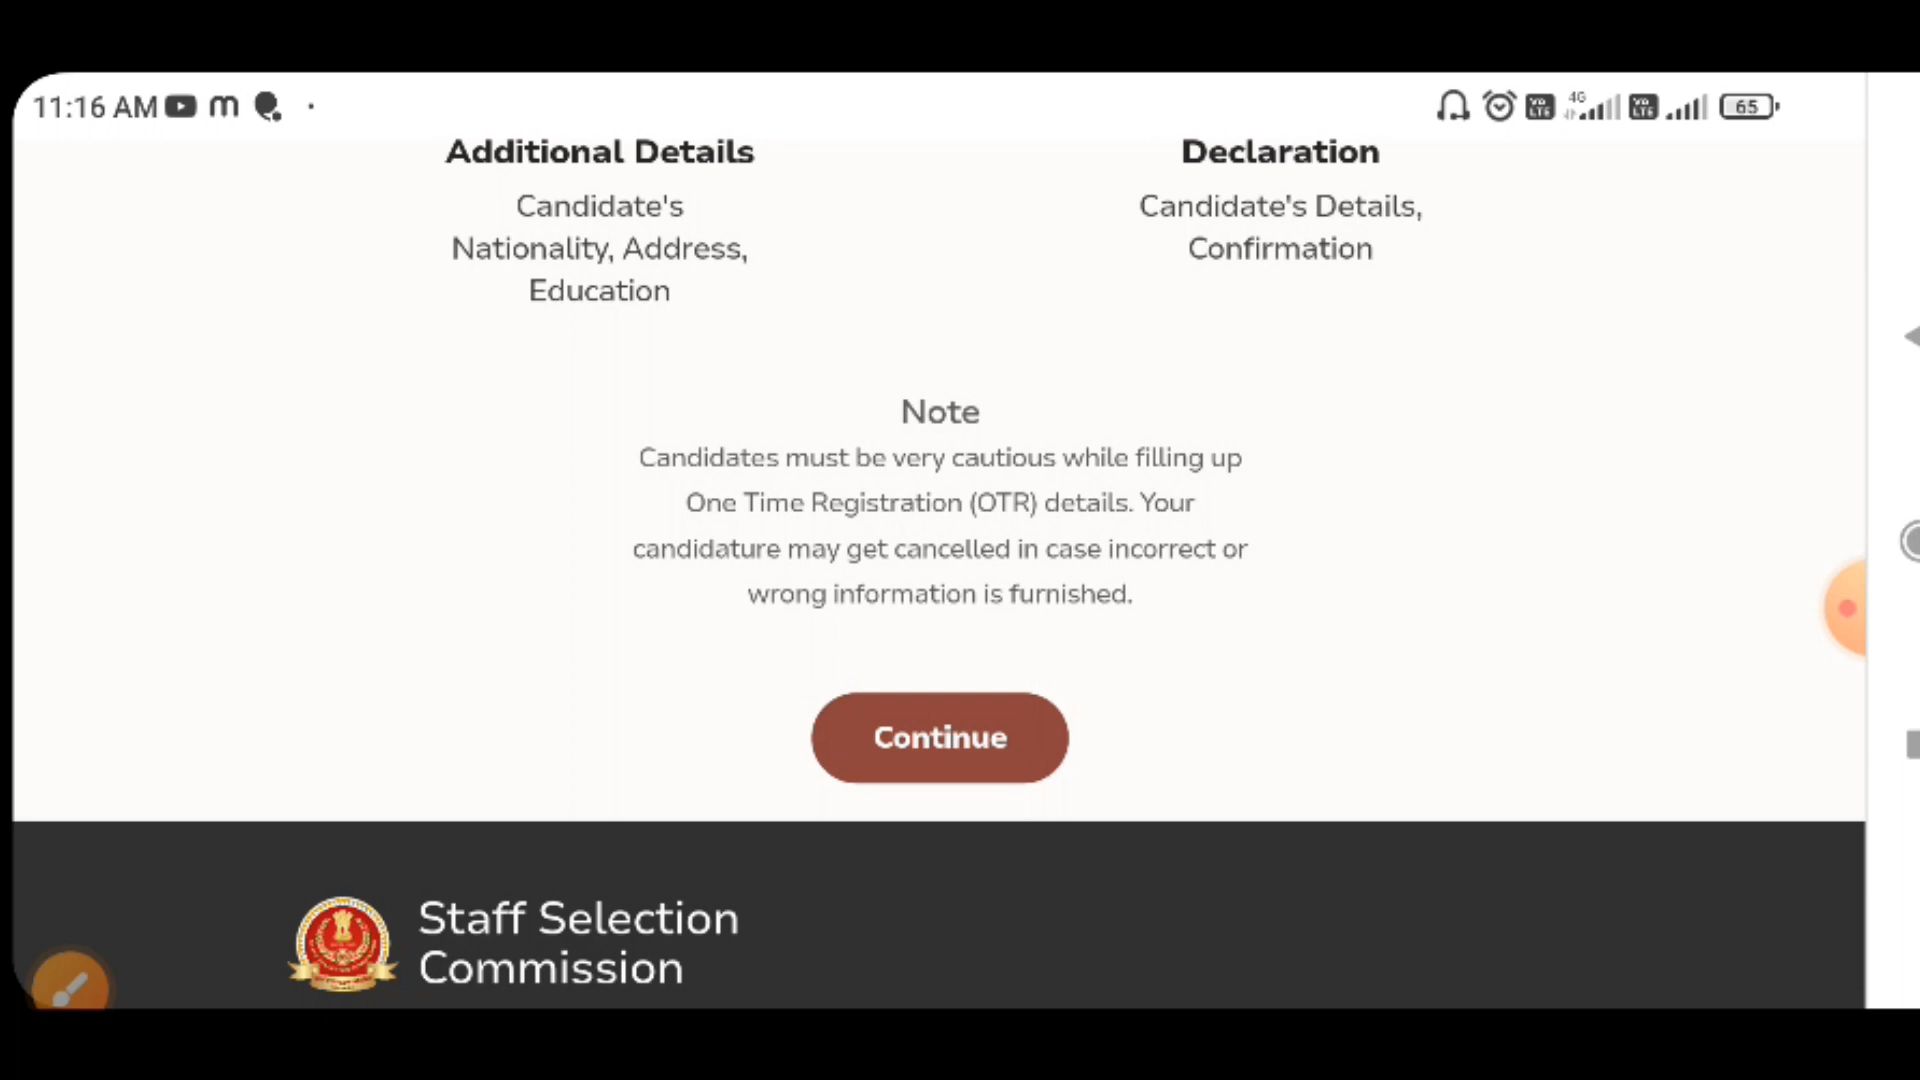 11:16 AM
4G
65
Additional Details
Candidate's
Nationality, Address,
Education
Declaration
Candidate's Details,
Confirmation
Note
Candidates must be very cautious while filling up
One Time Registration (OTR) details. Your
candidature may get cancelled in case incorrect or
wrong information is furnished.
Continue
Staff Selection
Commission